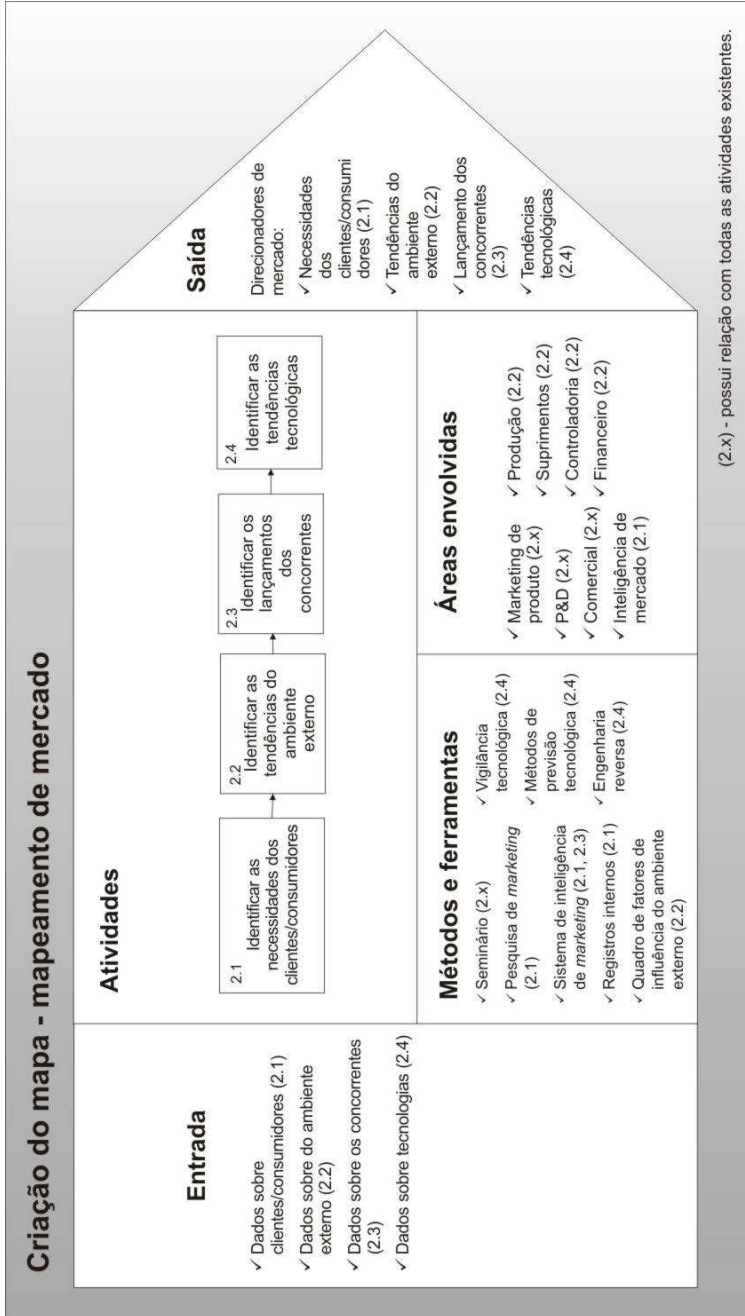 Criação do mapa - mapeamento de mercado
Entrada
✓ Dados sobre
clientes/consumidores (2.1)
✓ Dados sobre do ambiente
externo (2.2)
✓ Dados sobre os concorrentes
(2.3)
✓ Dados sobre tecnologias (2.4)
Atividades
2.1
Identificar as
necessidades dos
clientes/consumidores
2.2
Identificar as
tendências do
ambiente
externo
2.3
Identificar os
lançamentos
dos
concorrentes
2.4
Identificar as
tendências
tecnológicas
Métodos e ferramentas
✓ Seminário (2.x)
✓ Pesquisa de marketing
(2.1)
✓ Sistema de inteligência
de marketing (2.1, 2.3)
✓ Registros internos (2.1)
✓ Quadro de fatores de
influência do ambiente
externo (2.2)
✓ Vigilância
tecnológica (2.4)
✓ Métodos de
previsão
tecnológica (2.4)
✓ Engenharia
reversa (2.4)
Áreas envolvidas
✓ Marketing de
produto (2.x)
✓ P&D (2.x)
✓ Comercial (2.x)
✓ Inteligência de
mercado (2.1)
✓ Produção (2.2)
✓ Suprimentos (2.2)
✓ Controladoria (2.2)
✓ Financeiro (2.2)
Saída
Direcionadores de
mercado:
✓ Necessidades
dos
clientes/consumi
dores (2.1)
✓ Tendências do
ambiente
externo (2.2)
✓ Lançamento dos
concorrentes
(2.3)
✓ Tendências
tecnológicas
(2.4)
(2.x) - possui relação com todas as atividades existentes.